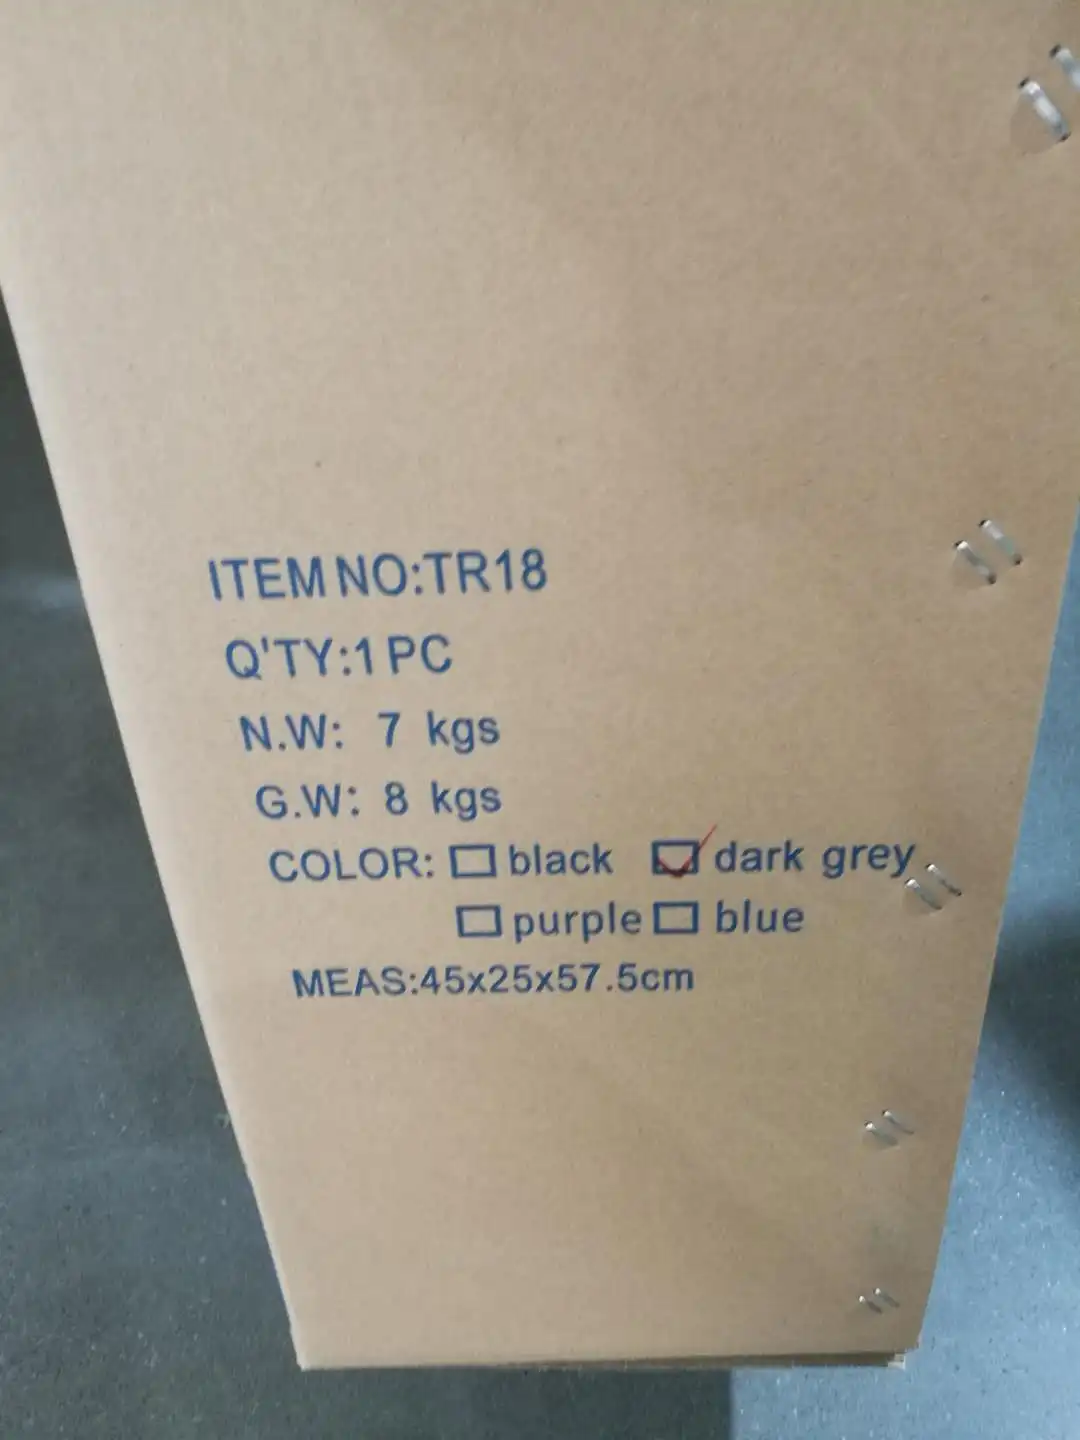 ITEM NO:TR18
Q'TY:1 PC
N.W: 7 kgs
G.W: 8 kgs
COLOR: ☐ black ☑ dark grey
☐ purple ☐ blue
MEAS:45x25x57.5cm